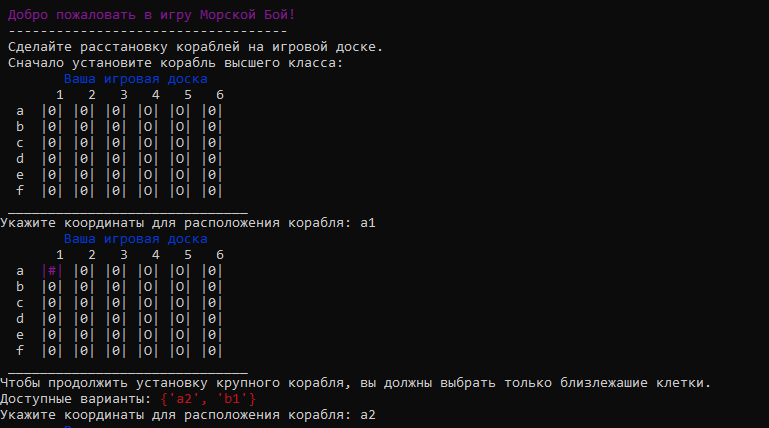 Добро пожаловать в игру Морской Бой!
-----------------------------------
Сделайте расстановку кораблей на игровой доске.
Сначало установите корабль высшего класса:
Ваша игровая доска
1 2 3 4 5 6
a |0| |0| |0| |O| |O| |0|
b |0| |0| |0| |O| |O| |0|
c |0| |0| |0| |O| |O| |0|
d |0| |0| |0| |O| |O| |0|
e |0| |0| |0| |O| |O| |0|
f |0| |0| |0| |O| |O| |0|
______________________________
Укажите координаты для расположения корабля: a1
Ваша игровая доска
1 2 3 4 5 6
a |#| |0| |0| |O| |O| |0|
b |0| |0| |0| |O| |O| |0|
c |0| |0| |0| |O| |O| |0|
d |0| |0| |0| |O| |O| |0|
e |0| |0| |0| |O| |O| |0|
f |0| |0| |0| |O| |O| |0|
______________________________
Чтобы продолжить установку крупного корабля, вы должны выбрать только близлежашие клетки.
Доступные варианты: {'a2', 'b1'}
Укажите координаты для расположения корабля: a2